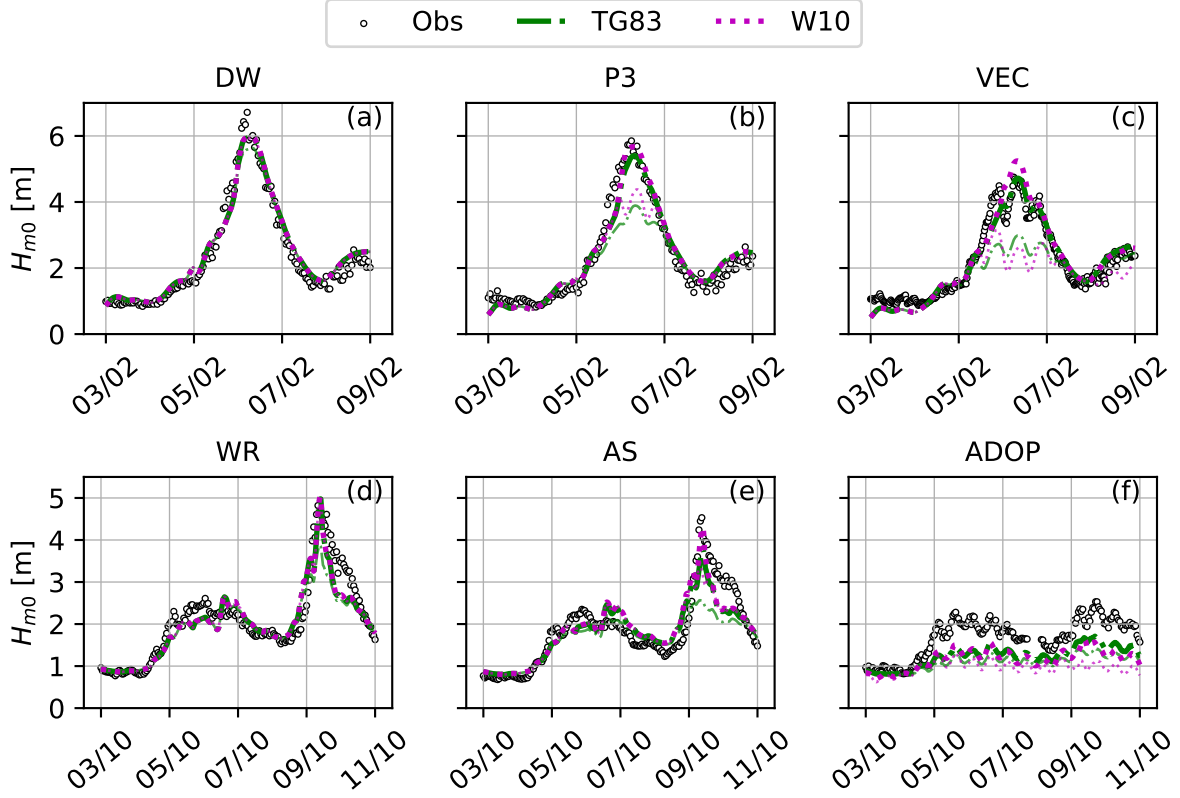 Obs TG83 W10
DW P3 VEC
(a) (b) (c)
H_{m0} [m]
6
4
2
0
03/02 05/02 07/02 09/02 03/02 05/02 07/02 09/02 03/02 05/02 07/02 09/02
WR AS ADOP
(d) (e) (f)
H_{m0} [m]
5
4
3
2
1
0
03/10 05/10 07/10 09/10 11/10 03/10 05/10 07/10 09/10 11/10 03/10 05/10 07/10 09/10 11/10